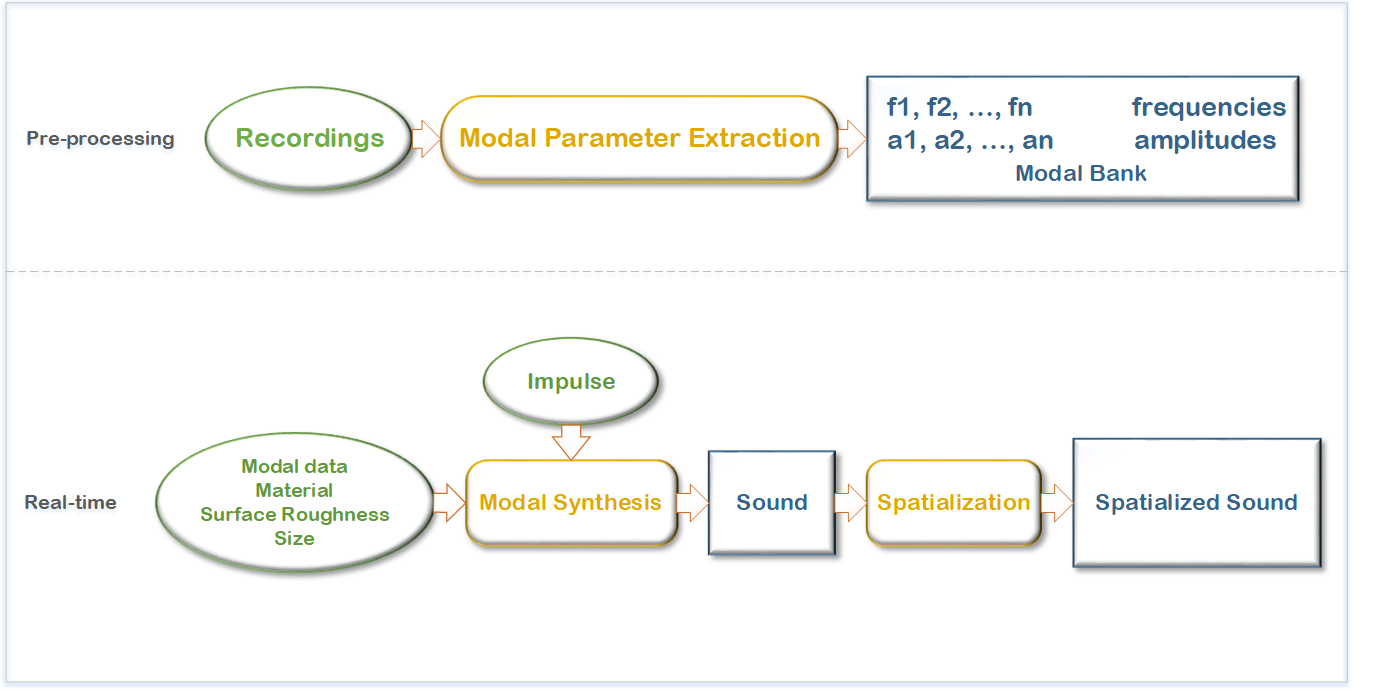 Pre-processing
Recordings
Modal Parameter Extraction
f1, f2, ..., fn frequencies
a1, a2, ..., an amplitudes
Modal Bank
Impulse
Real-time
Modal data
Material
Surface Roughness
Size
Modal Synthesis
Sound
Spatialization
Spatialized Sound